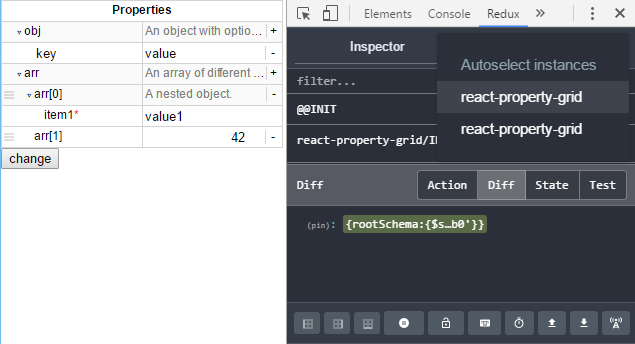 Properties
obj An object with optio… +
key value -
arr An array of different … +
arr[0] A nested object. -
item1* value1
arr[1] 42 -
change
Elements Console Redux »
Inspector
Autoselect instances
filter...
react-property-grid
@@INIT
react-property-grid
react-property-grid/I
Diff Action Diff State Test
(pin): {rootSchema:{$s…b0'}}